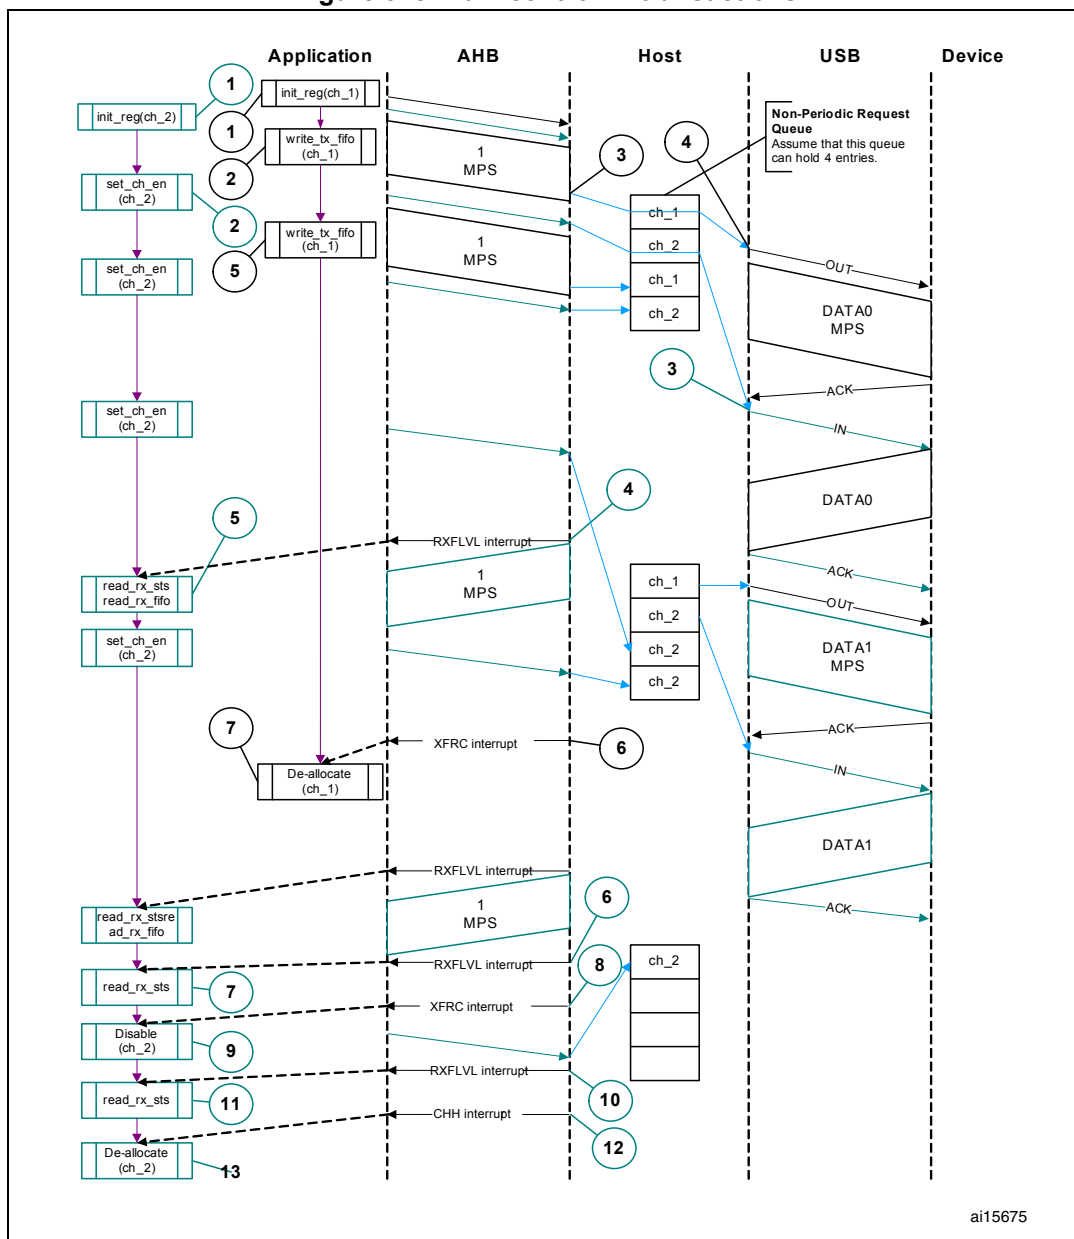 Application AHB Host USB Device
1
init_reg(ch_1)
init_reg(ch_2)
1
Non-Periodic Request
Queue
Assume that this queue
can hold 4 entries.
write_tx_fifo
(ch_1)
1
MPS
3
4
2
set_ch_en
(ch_2)
ch_1
2
write_tx_fifo
(ch_1)
ch_2
5
1
MPS
OUT
set_ch_en
(ch_2)
ch_1
ch_2
DATA0
MPS
3
ACK
set_ch_en
(ch_2)
IN
4
DATA0
5
RXFLVL interrupt
read_rx_sts
read_rx_fifo
1
MPS
ch_1
ACK
OUT
ch_2
set_ch_en
(ch_2)
ch_2
DATA1
MPS
ch_2
7
ACK
XFRC interrupt
6
De-allocate
(ch_1)
IN
DATA1
RXFLVL interrupt
6
read_rx_stsre
ad_rx_fifo
1
MPS
ACK
RXFLVL interrupt
8
ch_2
read_rx_sts
7
XFRC interrupt
Disable
(ch_2)
9
RXFLVL interrupt
read_rx_sts
11
10
CHH interrupt
12
De-allocate
(ch_2)
13
ai15675